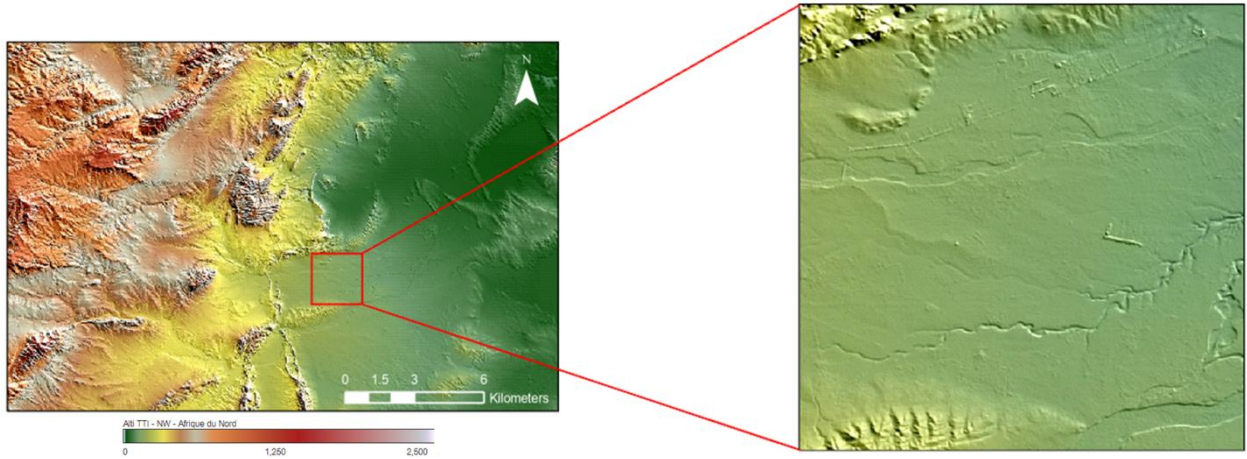 N
0 1.5 3 6
Kilometers
Alti TTI - NW - Afrique du Nord
0 1,250 2,500